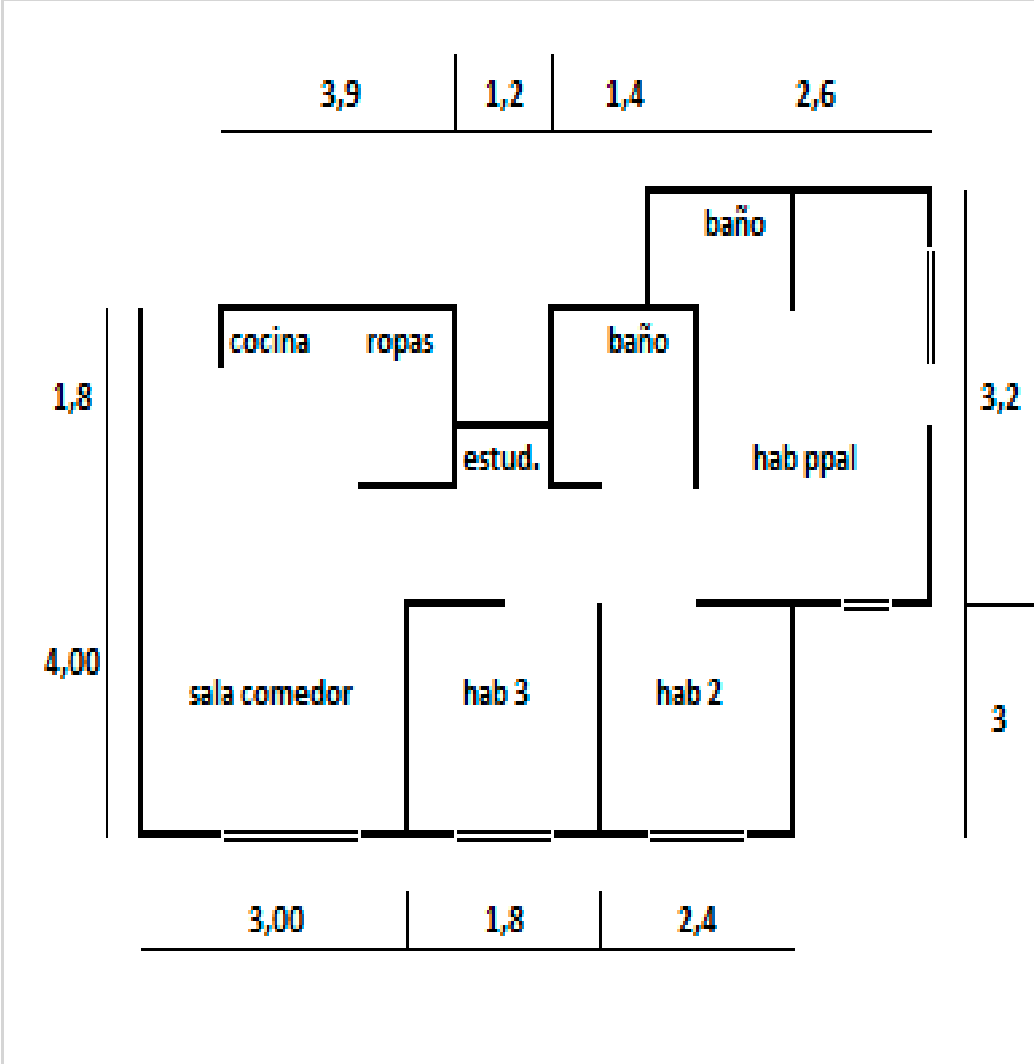 3,9 1,2 1,4 2,6
baño
cocina ropas baño
1,8 3,2
estud. hab ppal
4,00
sala comedor hab 3 hab 2
3
3,00 1,8 2,4